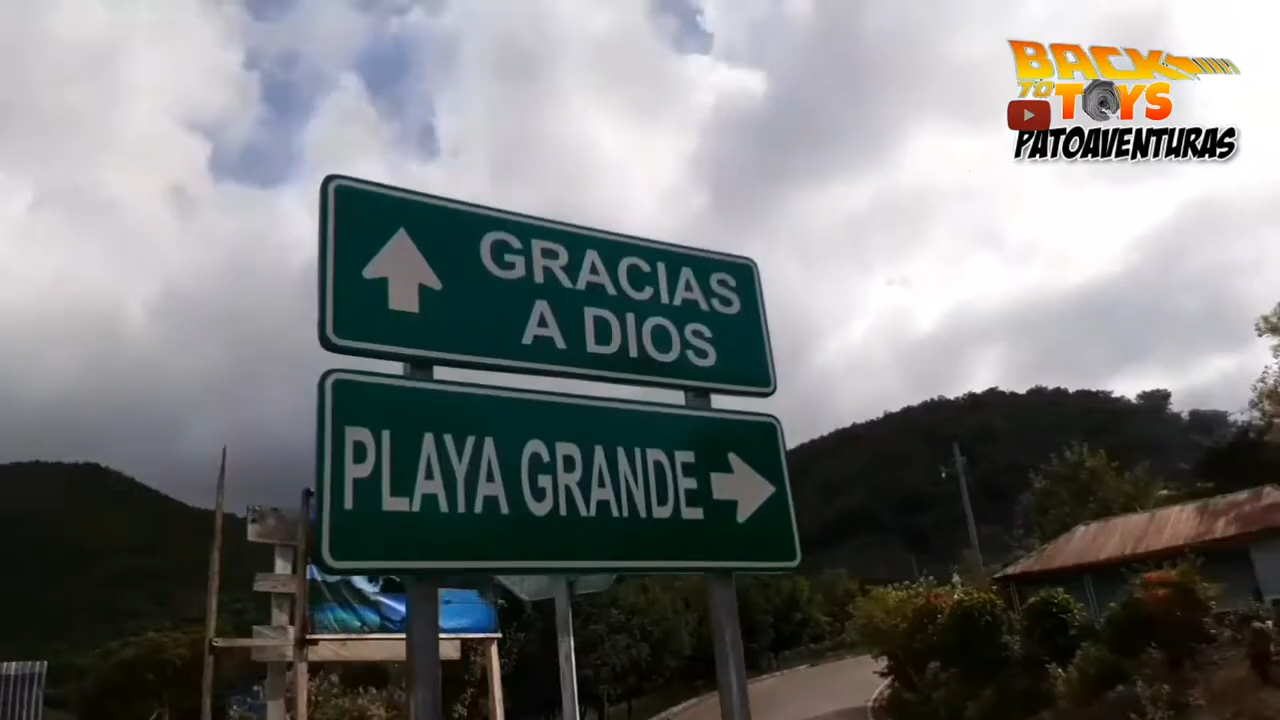 BACK
TO TOYS
PATOAVENTURAS
GRACIAS
A DIOS
PLAYA GRANDE